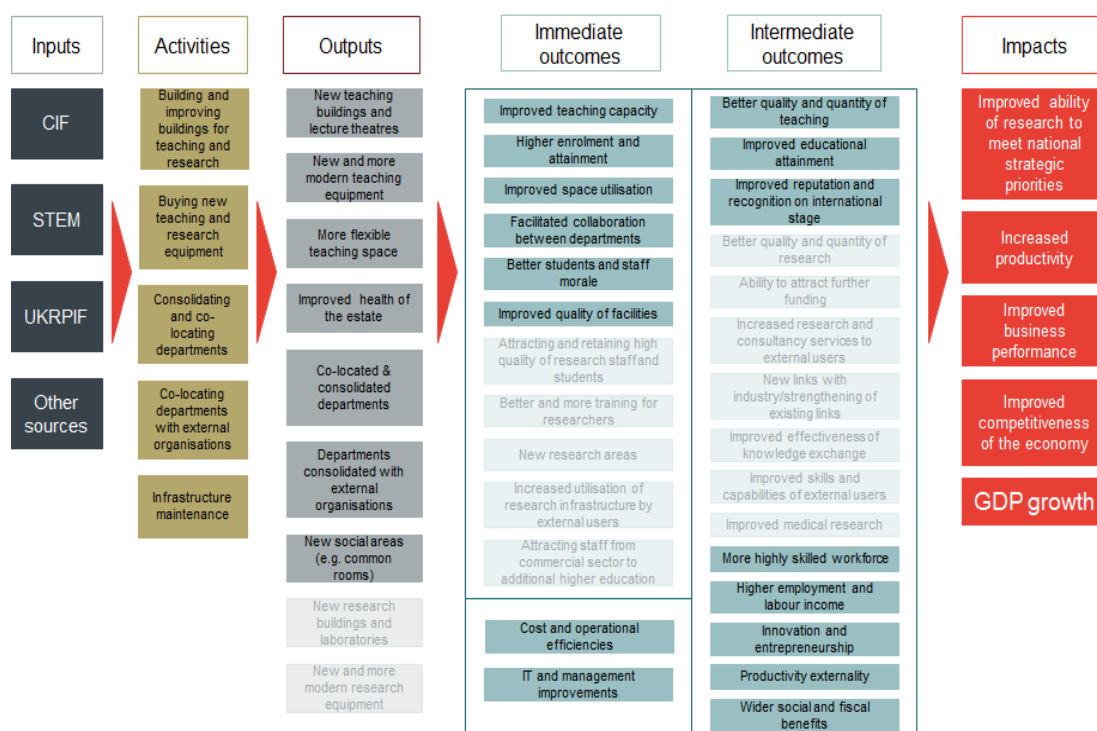 Inputs
Activities
Outputs
Immediate
outcomes
Intermediate
outcomes
Impacts
CIF
STEM
UKRPIF
Other
sources
Building and
improving
buildings for
teaching and
research
Buying new
teaching and
research
equipment
Consolidating
and co-
locating
departments
Co-locating
departments
with external
organisations
Infrastructure
maintenance
New teaching
buildings and
lecture theatres
New and more
modern teaching
equipment
More flexible
teaching space
Improved health of
the estate
Co-located &
consolidated
departments
Departments
consolidated with
external
organisations
New social areas
(e.g. common
rooms)
New research
buildings and
laboratories
New and more
modern research
equipment
Improved teaching capacity
Higher enrolment and
attainment
Improved space utilisation
Facilitated collaboration
between departments
Better students and staff
morale
Improved quality of facilities
Attracting and retaining high
quality of research staff and
students
Better and more training for
researchers
New research areas
Increased utilisation of
research infrastructure by
external users
Attracting staff from
commercial sector to
additional higher education
Cost and operational
efficiencies
IT and management
improvements
Better quality and quantity of
teaching
Improved educational
attainment
Improved reputation and
recognition on international
stage
Better quality and quantity of
research
Ability to attract further
funding
Increased research and
consultancy services to
external users
New links with
industry/strengthening of
existing links
Improved effectiveness of
knowledge exchange
Improved skills and
capabilities of external users
Improved medical research
More highly skilled workforce
Higher employment and
labour income
Innovation and
entrepreneurship
Productivity externality
Wider social and fiscal
benefits
Improved ability
of research to
meet national
strategic
priorities
Increased
productivity
Improved
business
performance
Improved
competitiveness
of the economy
GDP growth